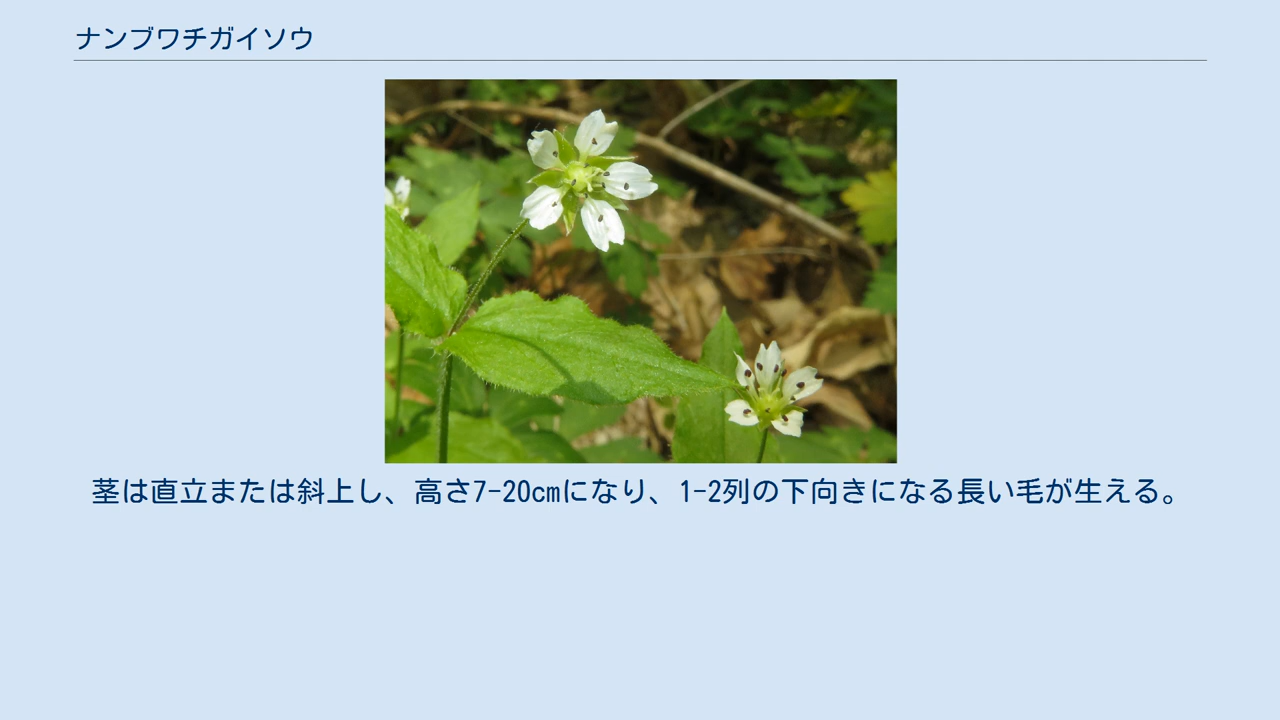 ナンブワチガイソウ
茎は直立または斜上し、高さ7-20cmになり、1-2列の下向きになる長い毛が生える。